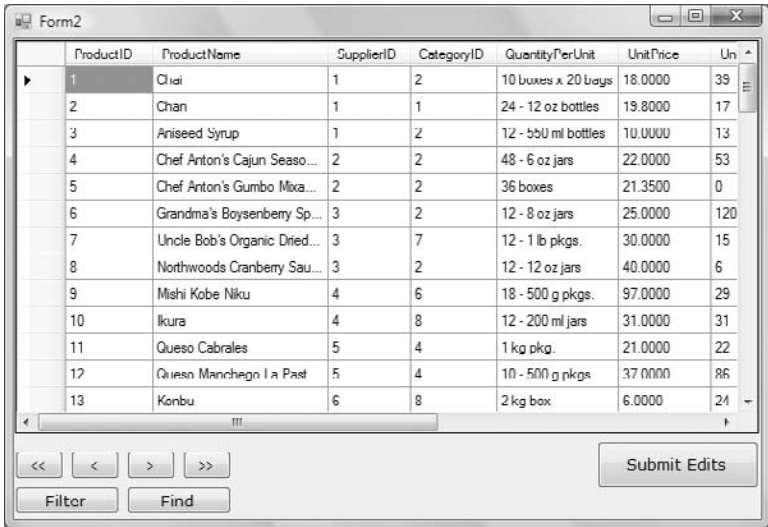 Form2
ProductID ProductName SupplierID CategoryID QuantityPerUnit UnitPrice Un
1 Chai 1 2 10 boxes x 20 bags 18.0000 39
2 Chan 1 1 24 - 12 oz bottles 19.8000 17
3 Aniseed Syrup 1 2 12 - 550 ml bottles 10.0000 13
4 Chef Anton's Cajun Seaso... 2 2 48 - 6 oz jars 22.0000 53
5 Chef Anton's Gumbo Mixa... 2 2 36 boxes 21.3500 0
6 Grandma's Boysenberry Sp... 3 2 12 - 8 oz jars 25.0000 120
7 Uncle Bob's Organic Dried... 3 7 12 - 1 lb pkgs. 30.0000 15
8 Northwoods Cranberry Sau... 3 2 12 - 12 oz jars 40.0000 6
9 Mishi Kobe Niku 4 6 18 - 500 g pkgs. 97.0000 29
10 Ikura 4 8 12 - 200 ml jars 31.0000 31
11 Queso Cabrales 5 4 1 kg pkg. 21.0000 22
12 Queso Manchego La Past 5 4 10 - 500 g pkgs 37.0000 86
13 Konbu 6 8 2 kg box 6.0000 24
<< < > >> Submit Edits
Filter Find